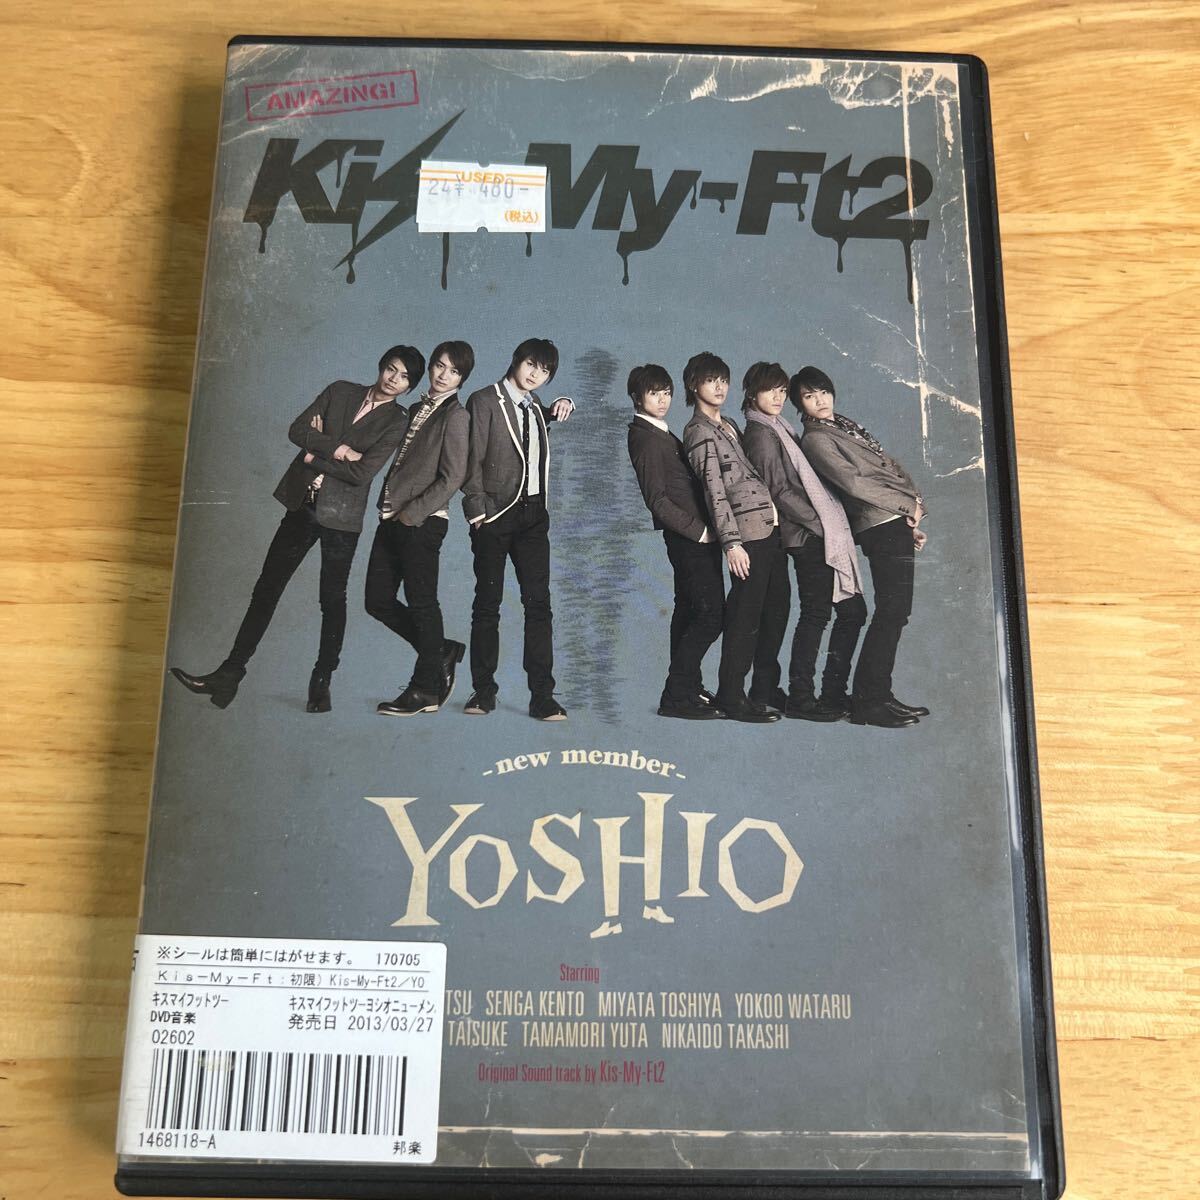 AMAZING!
Kis-My-Ft2
USED
24 ¥ 480-
(税込)
-new member-
YOSHIO
Starring
TSU SENGA KENTO MIYATA TOSHIYA YOKOO WATARU
TAISUKE TAMAMORI YUTA NIKAIDO TAKASHI
Original Sound track by Kis-My-Ft2
※シールは簡単にはがせます。 170705
Kis－My－Ft：初限）Kis-My-Ft2／YO
キスマイフットツー キスマイフットツーヨシオニューメン
DVD音楽 発売日 2013/03/27
02602
1468118-A 邦楽